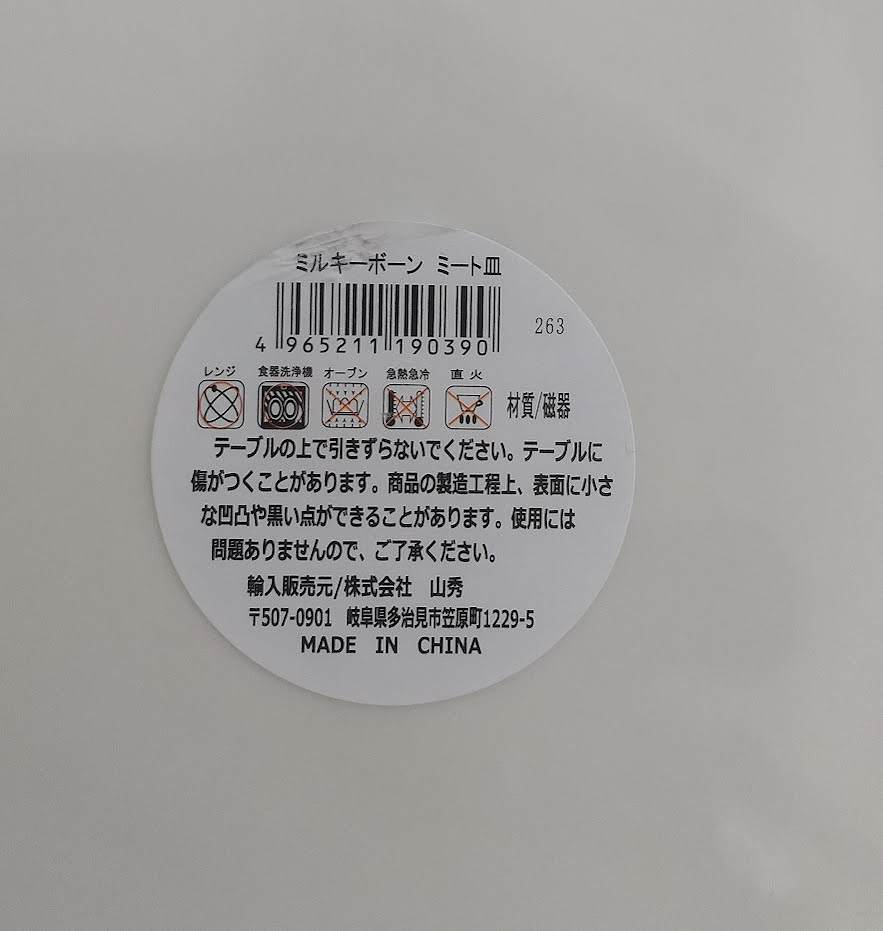 ミルキーボーン ミート皿
263
4 965211 190390
レンジ 食器洗浄機 オーブン 急熱急冷 直火
材質/磁器
テーブルの上で引きずらないでください。テーブルに
傷がつくことがあります。商品の製造工程上、表面に小さ
な凹凸や黒い点ができることがあります。使用には
問題ありませんので、ご了承ください。
輸入販売元/株式会社 山秀
〒507-0901 岐阜県多治見市笠原町1229-5
MADE IN CHINA